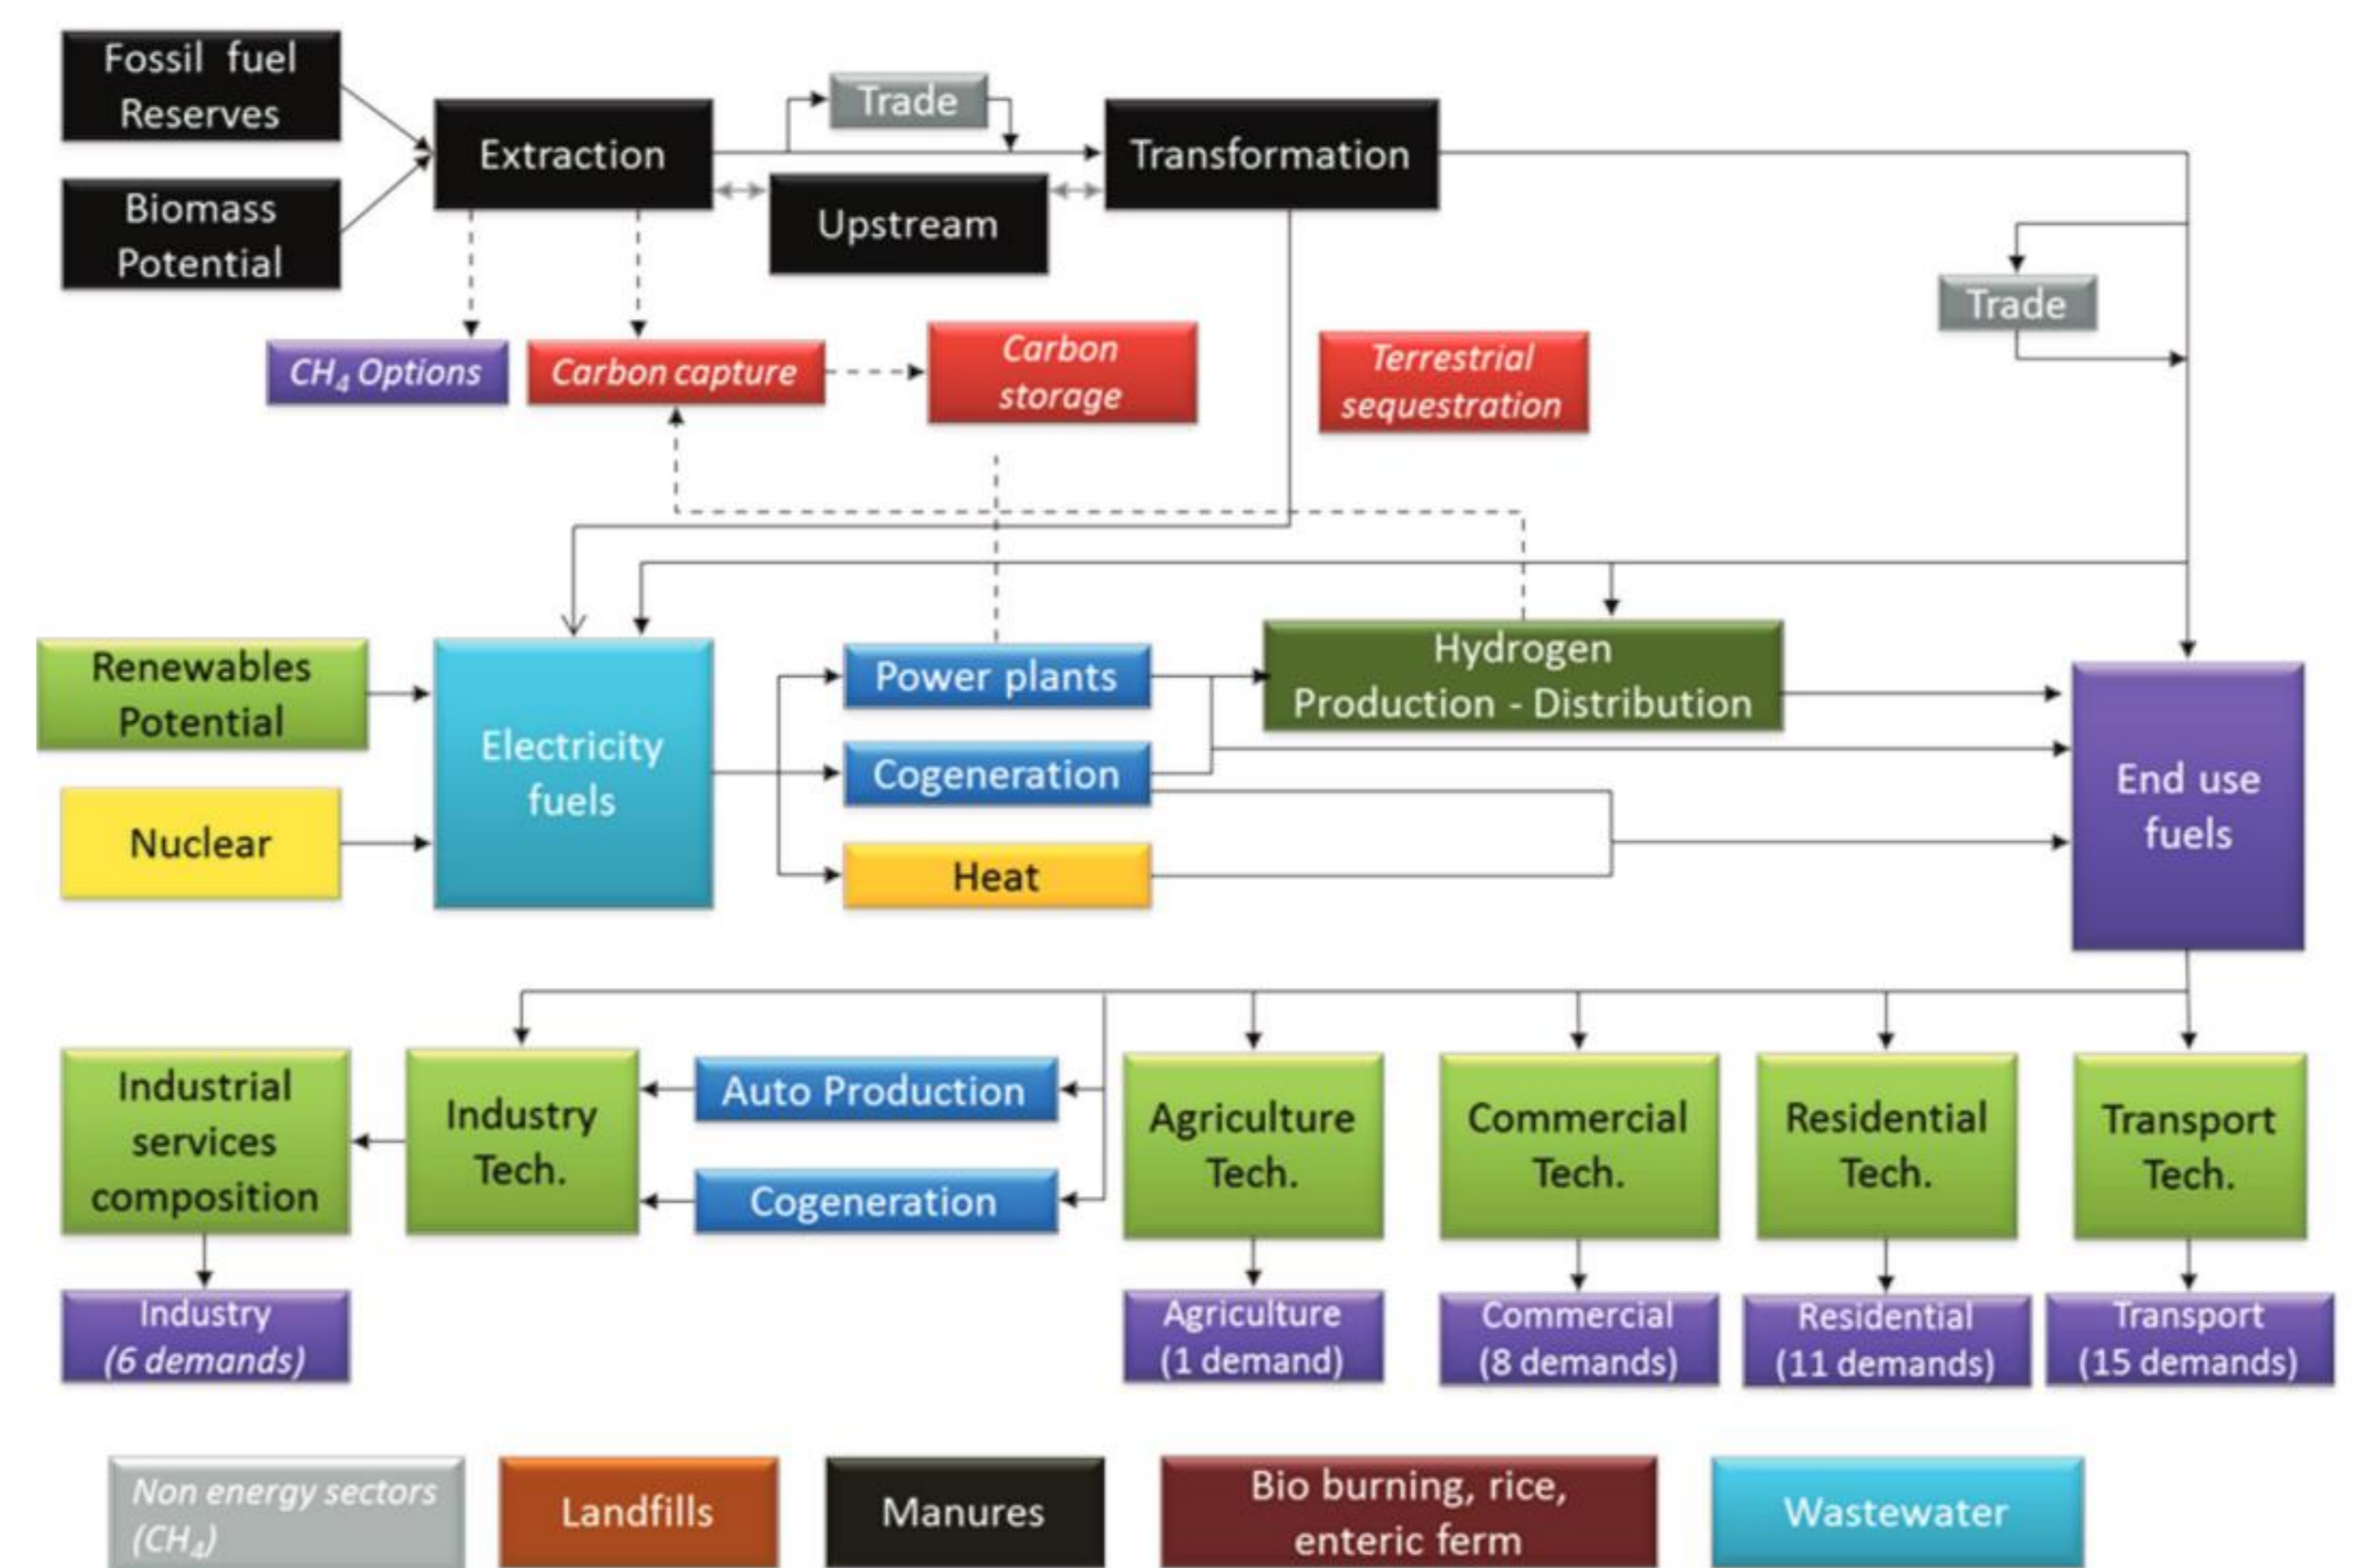 Fossil fuel
Reserves
Trade
Extraction
Transformation
Biomass
Potential
Upstream
Trade
CH₄ Options
Carbon capture
Carbon
storage
Terrestrial
sequestration
Renewables
Potential
Electricity
fuels
Power plants
Hydrogen
Production - Distribution
Cogeneration
End use
fuels
Nuclear
Heat
Industrial
services
composition
Industry
Tech.
Auto Production
Cogeneration
Agriculture
Tech.
Commercial
Tech.
Residential
Tech.
Transport
Tech.
Industry
(6 demands)
Agriculture
(1 demand)
Commercial
(8 demands)
Residential
(11 demands)
Transport
(15 demands)
Non energy sectors
(CH₄)
Landfills
Manures
Bio burning, rice,
enteric ferm
Wastewater